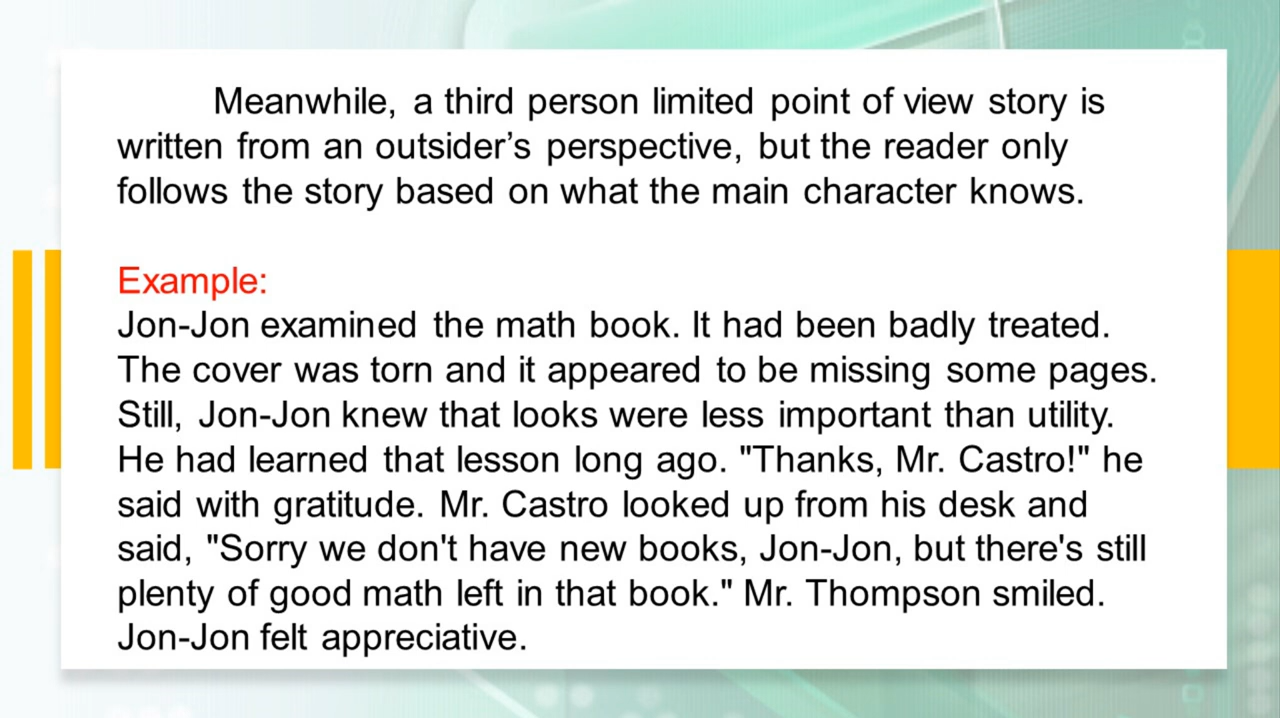 Meanwhile, a third person limited point of view story is
written from an outsider’s perspective, but the reader only
follows the story based on what the main character knows.
Example:
Jon-Jon examined the math book. It had been badly treated.
The cover was torn and it appeared to be missing some pages.
Still, Jon-Jon knew that looks were less important than utility.
He had learned that lesson long ago. "Thanks, Mr. Castro!" he
said with gratitude. Mr. Castro looked up from his desk and
said, "Sorry we don't have new books, Jon-Jon, but there's still
plenty of good math left in that book." Mr. Thompson smiled.
Jon-Jon felt appreciative.